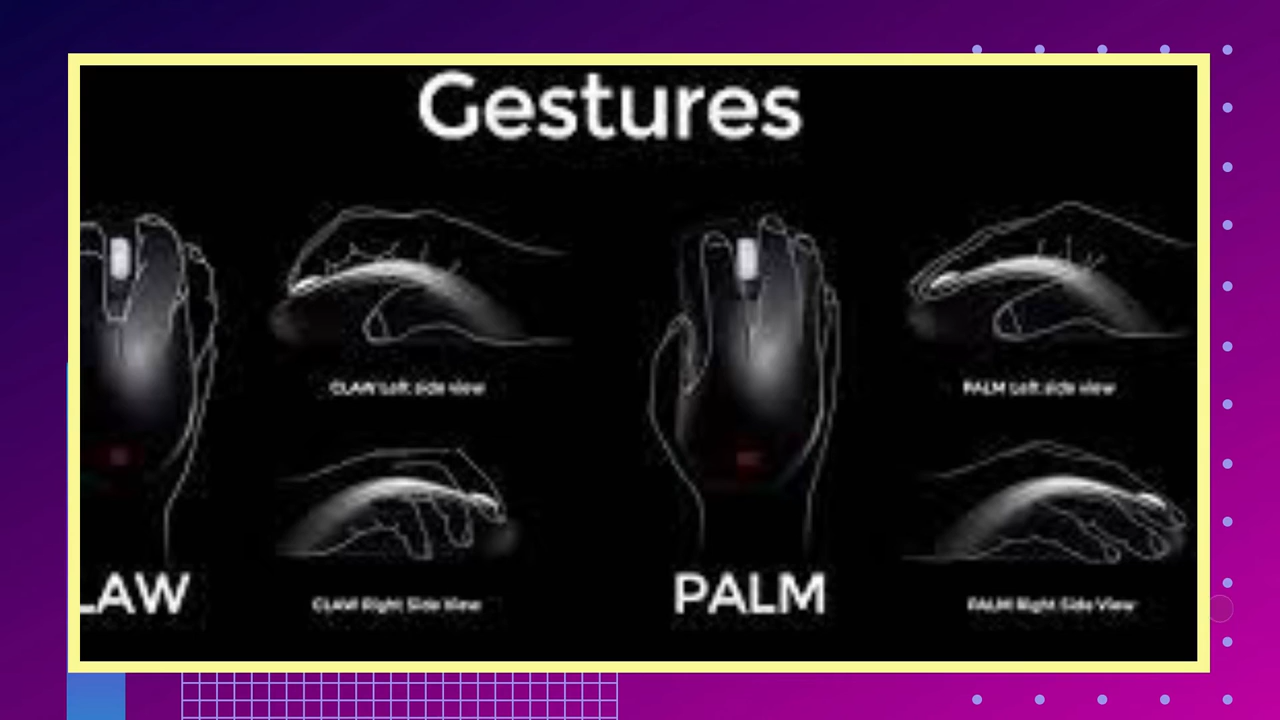 Gestures
CLAW Left side view
PALM Left side view
LAW
CLAW Right Side View
PALM
PALM Right Side View